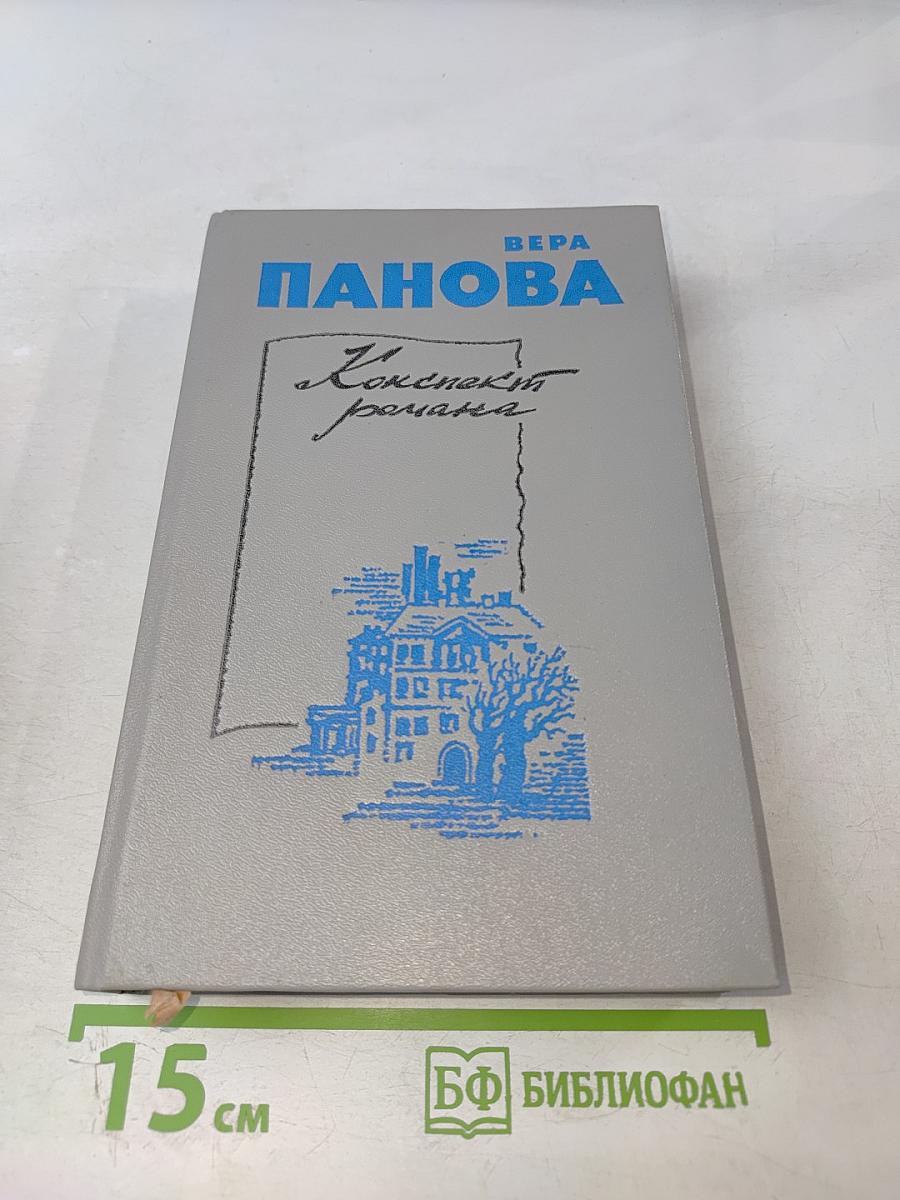 ВЕРА
ПАНОВА
Конспект
романа
15 см
БФ БИБЛИОФАН